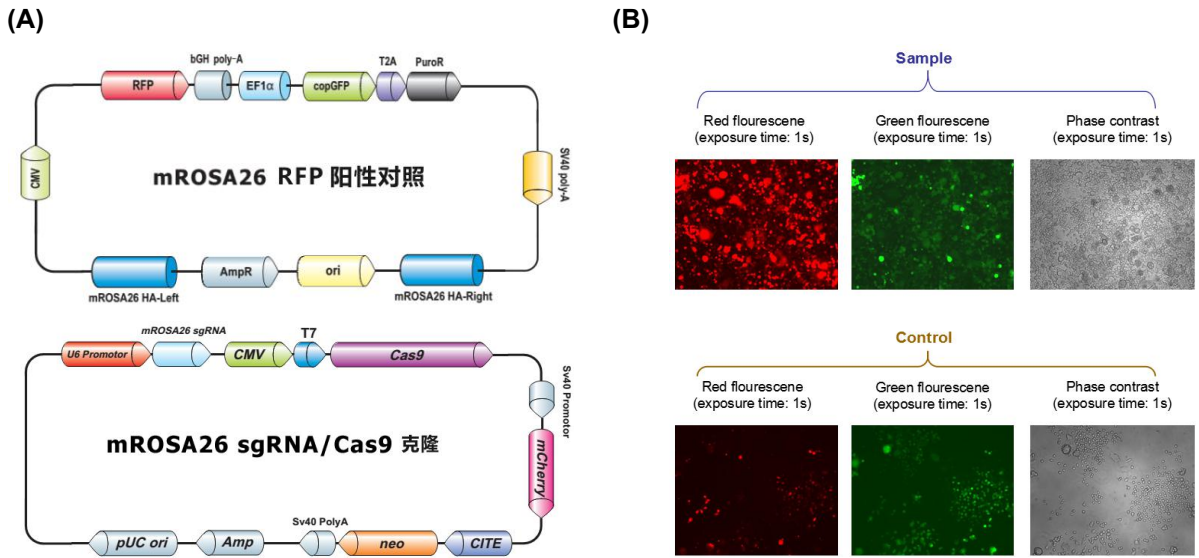 (A)
bGH poly-A
T2A
PuroR
RFP
EF1α
copGFP
CMV
SV40 poly-A
mROSA26 RFP 阳性对照
AmpR
ori
mROSA26 HA-Left
mROSA26 HA-Right
mROSA26 sgRNA
T7
U6 Promotor
CMV
Cas9
Sv40 Promotor
mROSA26 sgRNA/Cas9 克隆
mCherry
Sv40 PolyA
pUC ori
Amp
neo
CITE
(B)
Sample
Red flourescene
(exposure time: 1s)
Green flourescene
(exposure time: 1s)
Phase contrast
(exposure time: 1s)
Control
Red flourescene
(exposure time: 1s)
Green flourescene
(exposure time: 1s)
Phase contrast
(exposure time: 1s)